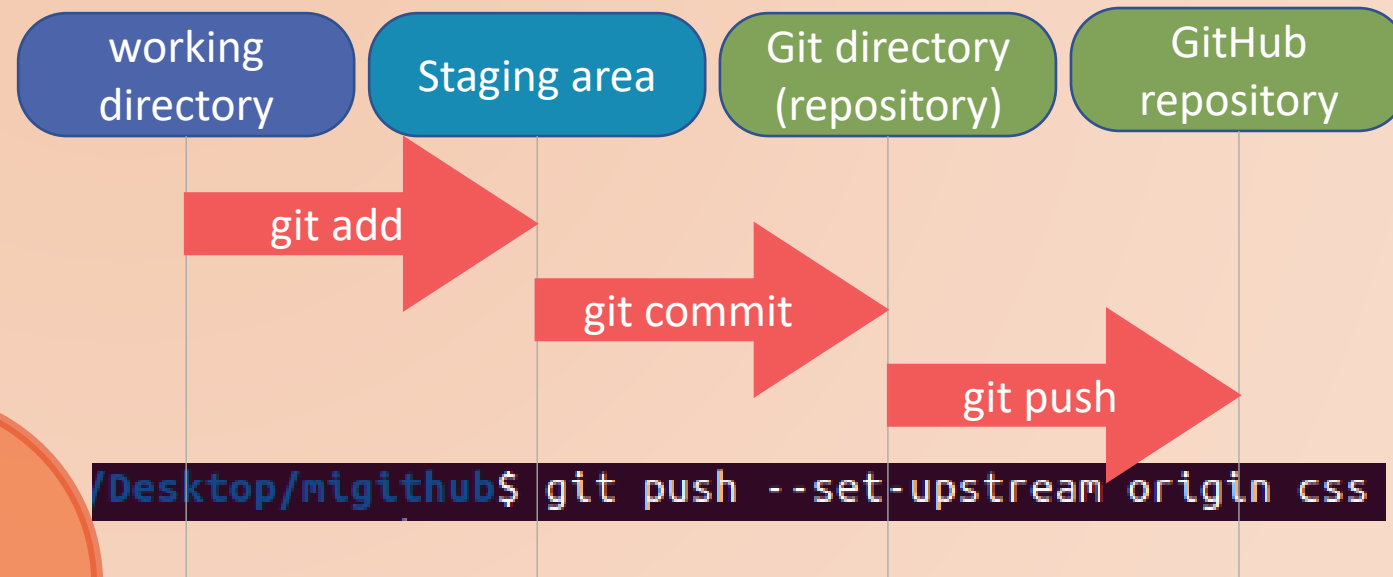 working
directory
Staging area
Git directory
(repository)
GitHub
repository
git add
git commit
git push
/Desktop/migithub$ git push --set-upstream origin css